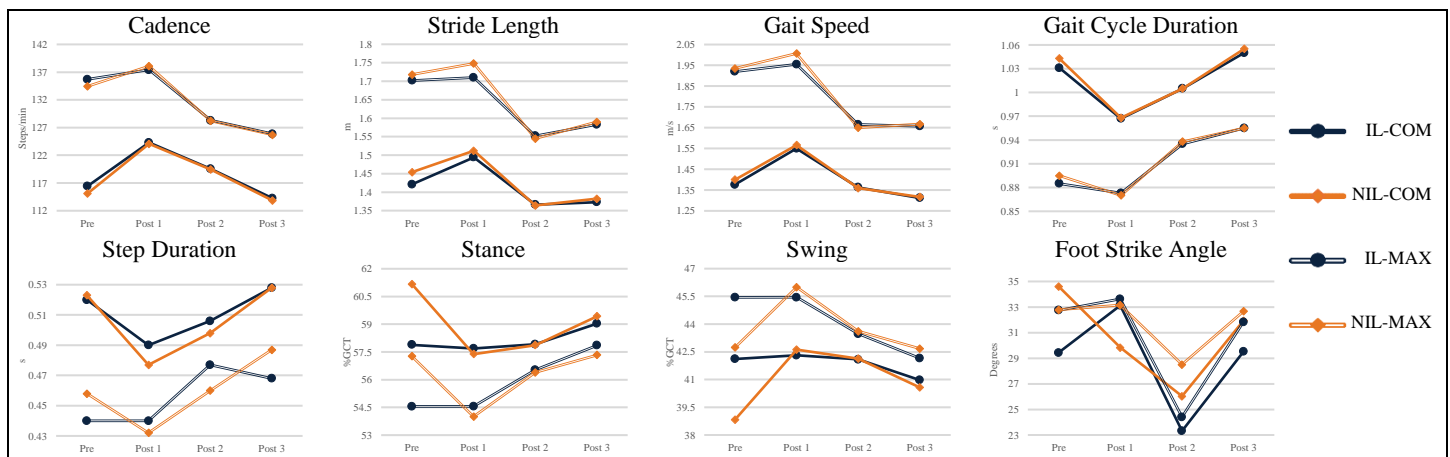 Cadence
Steps/min
142
137
132
127
122
117
112
Pre Post 1 Post 2 Post 3
Stride Length
m
1.8
1.7
1.7
1.6
1.6
1.5
1.5
1.4
1.4
1.35
Pre Post 1 Post 2 Post 3
Gait Speed
m/s
2.05
1.95
1.85
1.75
1.65
1.55
1.45
1.35
1.25
Pre Post 1 Post 2 Post 3
Gait Cycle Duration
s
1.06
1.03
1
0.97
0.94
0.91
0.88
0.85
Pre Post 1 Post 2 Post 3
Step Duration
s
0.53
0.51
0.49
0.47
0.45
0.43
Pre Post 1 Post 2 Post 3
Stance
%GCT
62
60.5
59
57.5
56
54.5
53
Pre Post 1 Post 2 Post 3
Swing
%GCT
47
45.5
44
42.5
41
39.5
38
Pre Post 1 Post 2 Post 3
Foot Strike Angle
Degrees
35
33
31
29
27
25
23
Pre Post 1 Post 2 Post 3
IL-COM
NIL-COM
IL-MAX
NIL-MAX